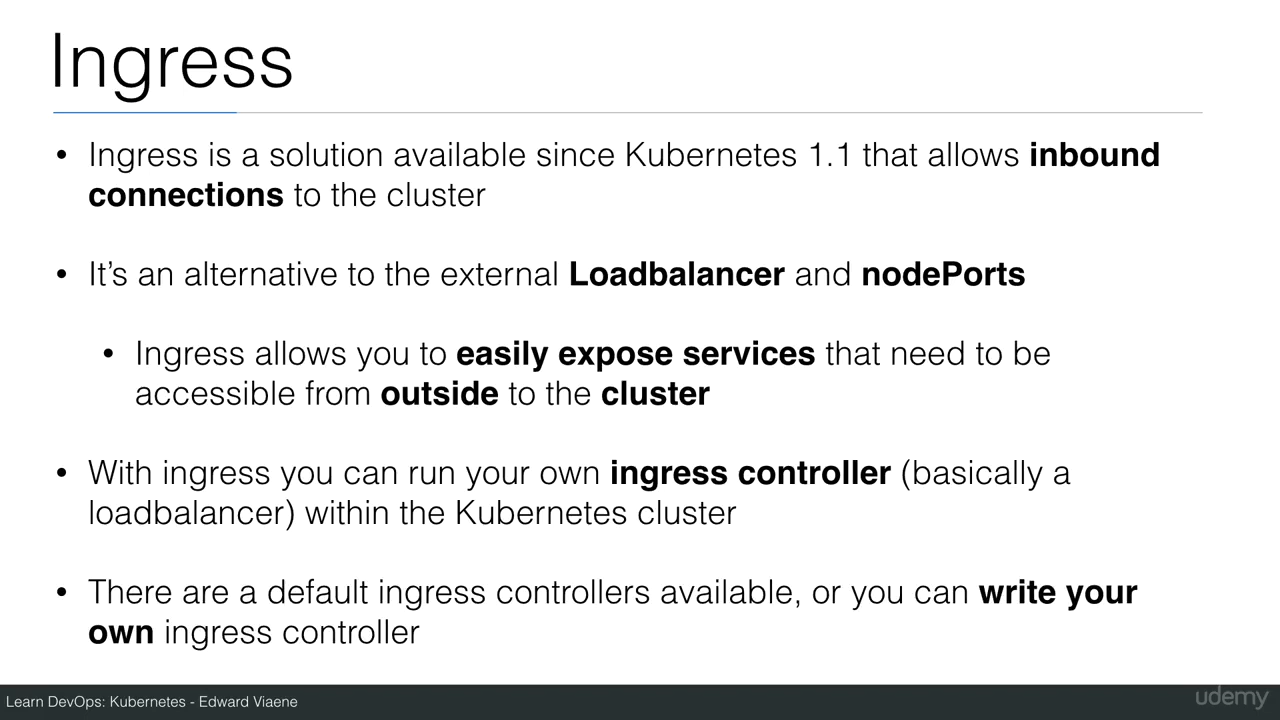 Ingress
• Ingress is a solution available since Kubernetes 1.1 that allows inbound
connections to the cluster
• It’s an alternative to the external Loadbalancer and nodePorts
• Ingress allows you to easily expose services that need to be
accessible from outside to the cluster
• With ingress you can run your own ingress controller (basically a
loadbalancer) within the Kubernetes cluster
• There are a default ingress controllers available, or you can write your
own ingress controller
Learn DevOps: Kubernetes - Edward Viaene
udemy